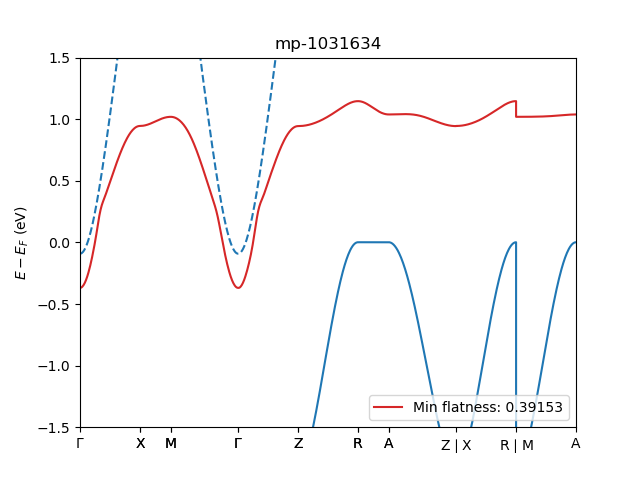 mp-1031634
1.5
1.0
0.5
0.0
−0.5
−1.0
−1.5
E − E_F (eV)
Min flatness: 0.39153
Γ X M Γ Z R A Z | X R | M A